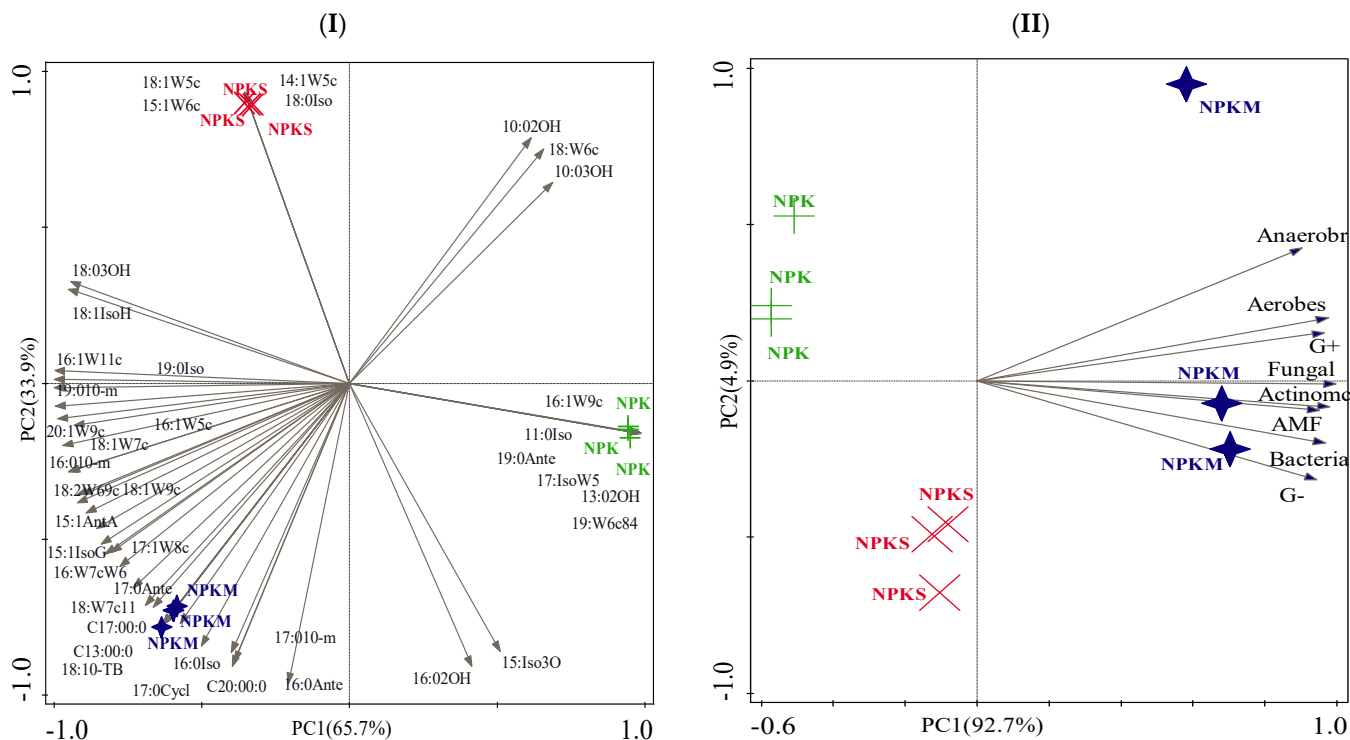 (I)
1.0
18:1W5c
14:1W5c
NPKS
15:1W6c
18:0Iso
NPKS
NPKS
10:02OH
18:W6c
10:03OH
18:03OH
18:1IsoH
16:1W11c
19:0Iso
19:010-m
16:1W9c
NPK
20:1W9c
16:1W5c
11:0Iso
NPK
18:1W7c
16:010-m
19:0Ante
NPK
17:IsoW5
18:2W69c
18:1W9c
13:02OH
15:1AntA
19:W6c84
15:1IsoG
17:1W8c
16:W7cW6
17:0Ante
NPKM
18:W7c11
C17:00:0
NPKM
NPKM
17:010-m
C13:00:0
18:10-TB
16:0Iso
15:Iso3O
16:02OH
17:0Cycl
C20:00:0
16:0Ante
PC2(33.9%)
-1.0
-1.0
PC1(65.7%)
1.0
(II)
1.0
NPKM
NPK
Anaerobr
NPK
Aerobes
G+
NPK
NPKM
Fungal
Actinomc
AMF
NPKM
Bacteria
G-
NPKS
NPKS
NPKS
PC2(4.9%)
-1.0
-0.6
PC1(92.7%)
1.0